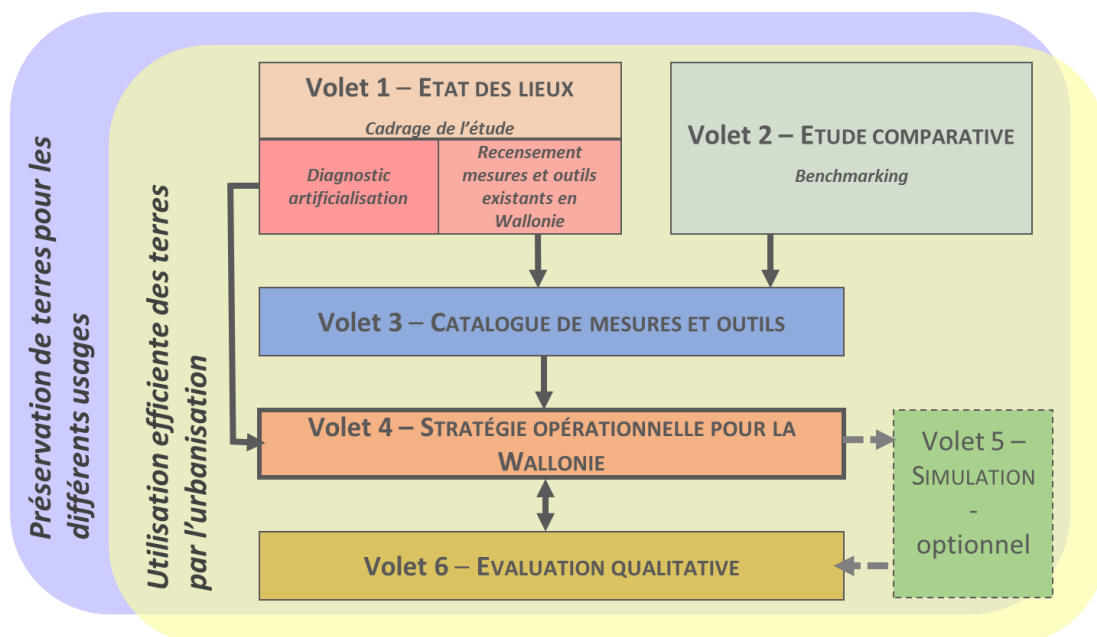 Préservation de terres pour les
différents usages
Utilisation efficiente des terres
par l'urbanisation
Volet 1 – ETAT DES LIEUX
Cadrage de l'étude
Diagnostic
artificialisation
Recensement
mesures et outils
existants en
Wallonie
Volet 2 – ETUDE COMPARATIVE
Benchmarking
Volet 3 – CATALOGUE DE MESURES ET OUTILS
Volet 4 – STRATÉGIE OPÉRATIONNELLE POUR LA
WALLONIE
Volet 5 –
SIMULATION
-
optionnel
Volet 6 – EVALUATION QUALITATIVE